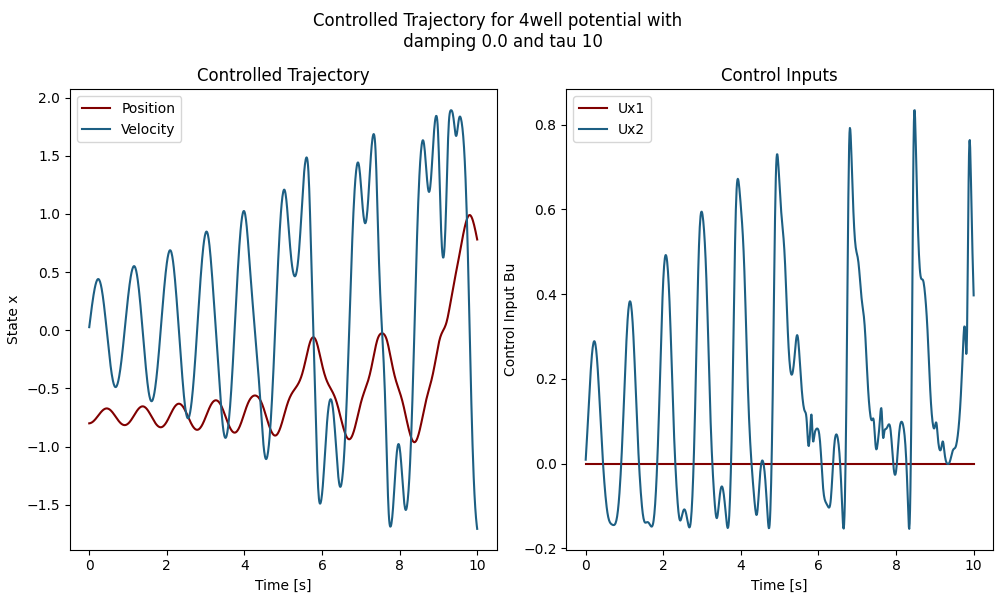 Controlled Trajectory for 4well potential with
damping 0.0 and tau 10
Controlled Trajectory
Position
Velocity
2.0
1.5
1.0
0.5
0.0
−0.5
−1.0
−1.5
State x
0 2 4 6 8 10
Time [s]
Control Inputs
Ux1
Ux2
0.8
0.6
0.4
0.2
0.0
−0.2
Control Input Bu
0 2 4 6 8 10
Time [s]